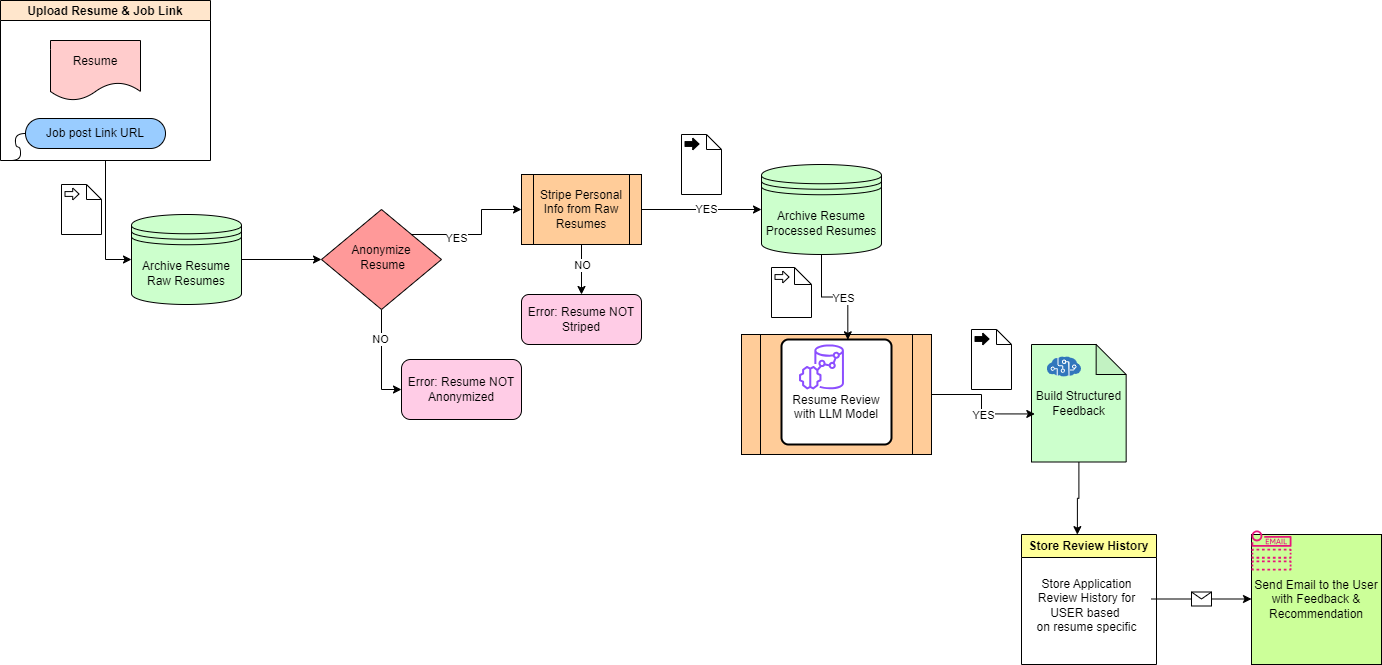 Upload Resume & Job Link
Resume
Job post Link URL
Archive Resume
Raw Resumes
Anonymize
Resume
YES
NO
Error: Resume NOT
Anonymized
Stripe Personal
Info from Raw
Resumes
NO
Error: Resume NOT
Striped
YES
Archive Resume
Processed Resumes
YES
Resume Review
with LLM Model
YES
Build Structured
Feedback
Store Review History
Store Application
Review History for
USER based
on resume specific
EMAIL
Send Email to the User
with Feedback &
Recommendation